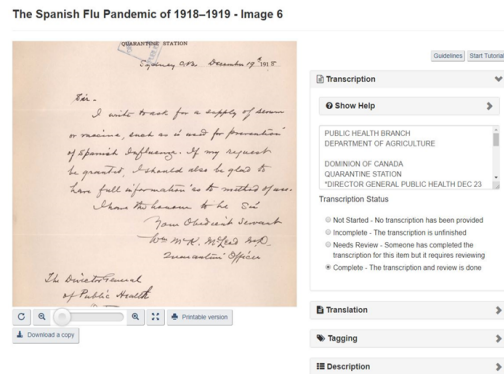 The Spanish Flu Pandemic of 1918–1919 - Image 6
Guidelines
Start Tutorial
QUARANTINE STATION
Sydney C.B. December 19th 1918
Sir.
I write to ask for a supply of serum
or vaccine, such as is used for prevention
of Spanish Influenza. If my request
be granted, I should also be glad to
have full information as to method of use.
I have the honour to be Sir
Your Obedient Servant
Wm McK. McLeod M.D.
Quarantine Officer
The Director General
of Public Health
Printable version
Download a copy
Transcription
Show Help
PUBLIC HEALTH BRANCH
DEPARTMENT OF AGRICULTURE
DOMINION OF CANADA
QUARANTINE STATION
*DIRECTOR GENERAL PUBLIC HEALTH DEC 23
Transcription Status
Not Started - No transcription has been provided
Incomplete - The transcription is unfinished
Needs Review - Someone has completed the
transcription for this item but it requires reviewing
Complete - The transcription and review is done
Translation
Tagging
Description